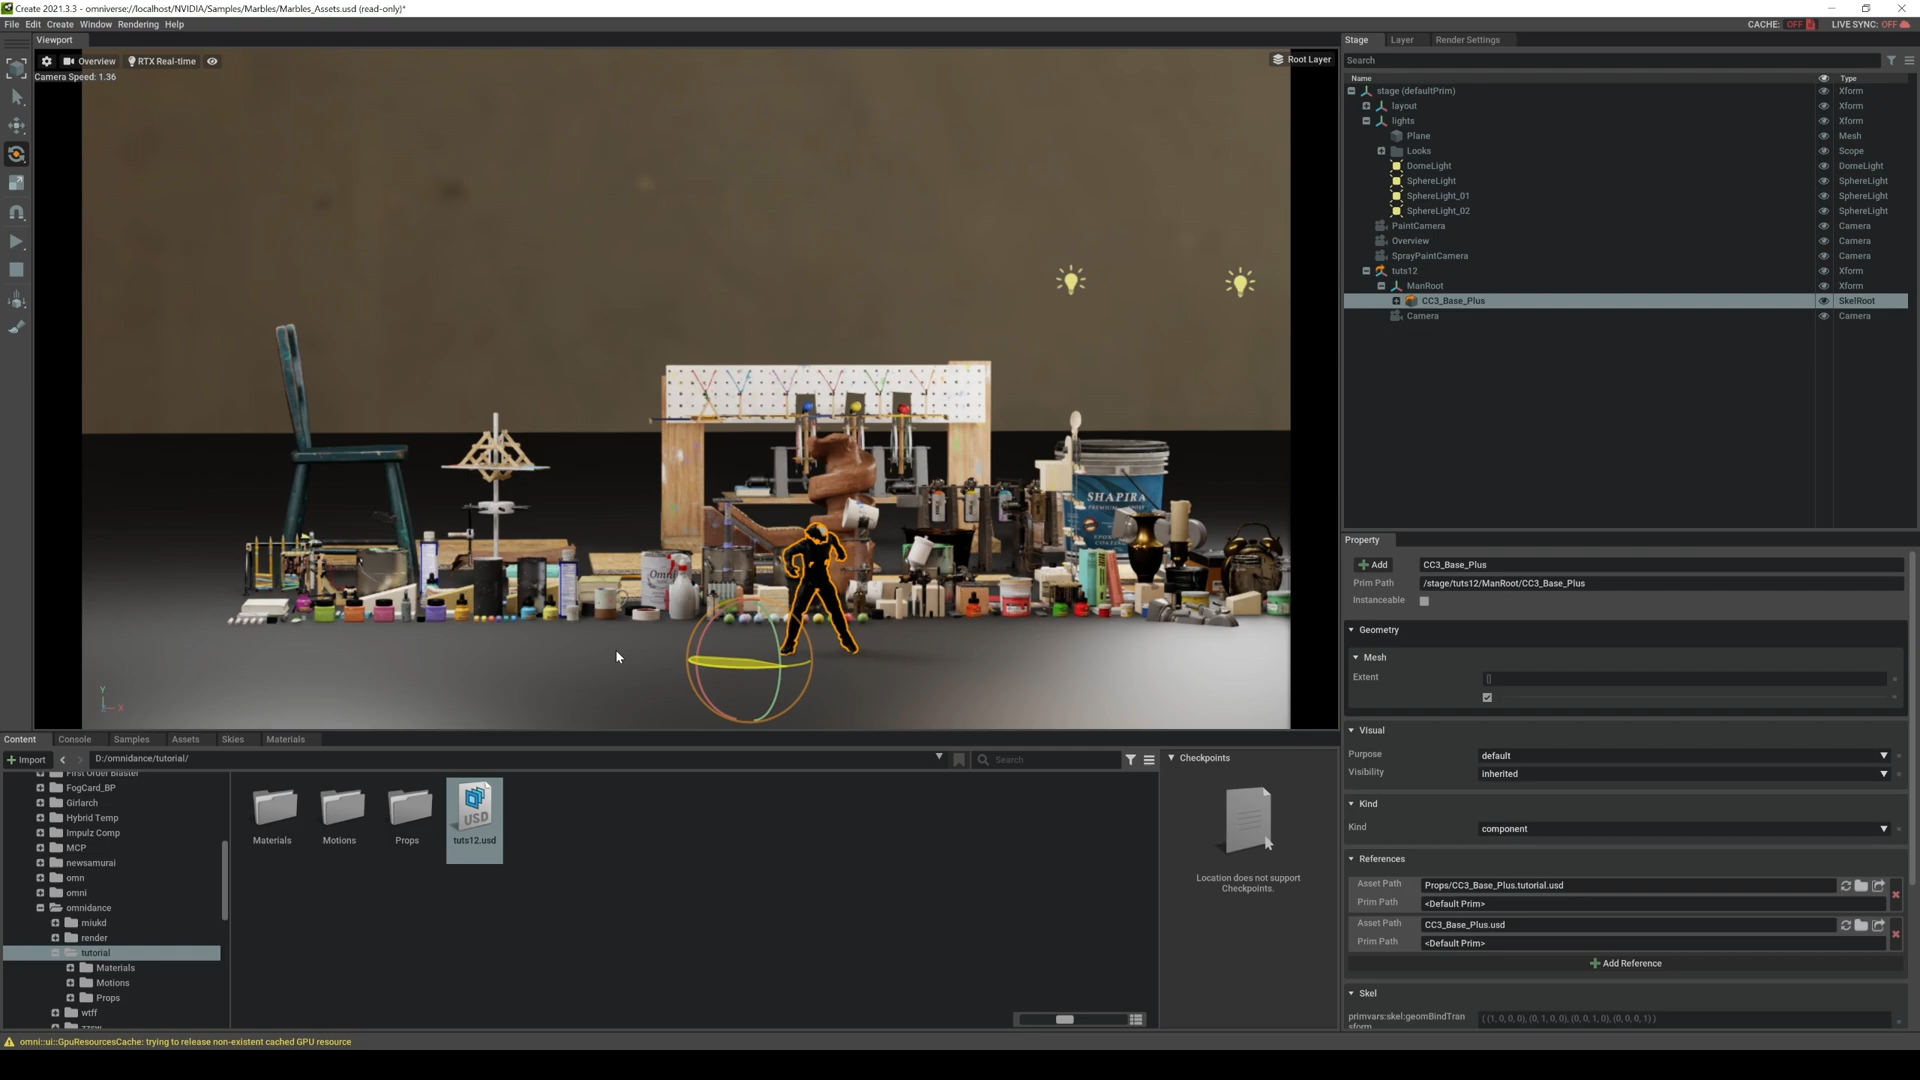 Create 2021.3.3 - omniverse://localhost/NVIDIA/Samples/Marbles/Marbles_Assets.usd (read-only)*
File Edit Create Window Rendering Help
CACHE: OFF LIVE SYNC: OFF
Viewport
Overview RTX Real-time
Camera Speed: 1.36
Root Layer
SHAPIRA
Omni
Y
X
Stage Layer Render Settings
Search
Name Type
stage (defaultPrim) Xform
layout Xform
lights Xform
Plane Mesh
Looks Scope
DomeLight DomeLight
SphereLight SphereLight
SphereLight_01 SphereLight
SphereLight_02 SphereLight
PaintCamera Camera
Overview Camera
SprayPaintCamera Camera
tuts12 Xform
ManRoot Xform
CC3_Base_Plus SkelRoot
Camera Camera
Property
Add CC3_Base_Plus
Prim Path /stage/tuts12/ManRoot/CC3_Base_Plus
Instanceable
Geometry
Mesh
Extent []
Visual
Purpose default
Visibility inherited
Kind
Kind component
References
Asset Path Props/CC3_Base_Plus.tutorial.usd
Prim Path <Default Prim>
Asset Path CC3_Base_Plus.usd
Prim Path <Default Prim>
Add Reference
Skel
primvars:skel:geomBindTran
sform
( (1, 0, 0, 0), (0, 1, 0, 0), (0, 0, 1, 0), (0, 0, 0, 1) )
Content Console Samples Assets Skies Materials
Import D:/omnidance/tutorial/ Search
First Order Blaster
FogCard_BP
Girlarch
Hybrid Temp
Impulz Comp
MCP
newsamurai
omn
omni
omnidance
miukd
render
tutorial
Materials
Motions
Props
wtff
Materials Motions Props tuts12.usd
USD
Checkpoints
Location does not support
Checkpoints.
omni::ui::GpuResourcesCache: trying to release non-existent cached GPU resource